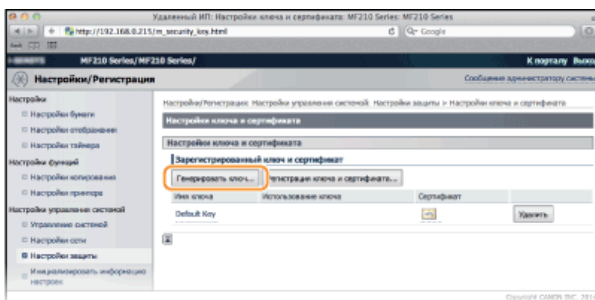 Удаленный ИП: Настройки ключа и сертификата: MF210 Series: MF210 Series
http://192.168.0.215/m_security_key.html
Google
MF210 Series/MF210 Series/
К порталу
Настройки/Регистрация
Сообщение администратору системы
Настройки
Настройки бумаги
Настройки отображения
Настройки таймера
Настройки функций
Настройки копирования
Настройки принтера
Настройки управления системой
Управление системой
Настройки сети
Настройки защиты
Инициализировать информацию настроек
Настройки/Регистрация: Настройки управления системой: Настройки защиты > Настройки ключа и сертификата
Настройки ключа и сертификата
Настройки ключа и сертификата
Зарегистрированный ключ и сертификат
Генерировать ключ...
Регистрация ключа и сертификата...
Имя ключа Использование ключа Сертификат
Default Key Удалить
Copyright CANON INC.